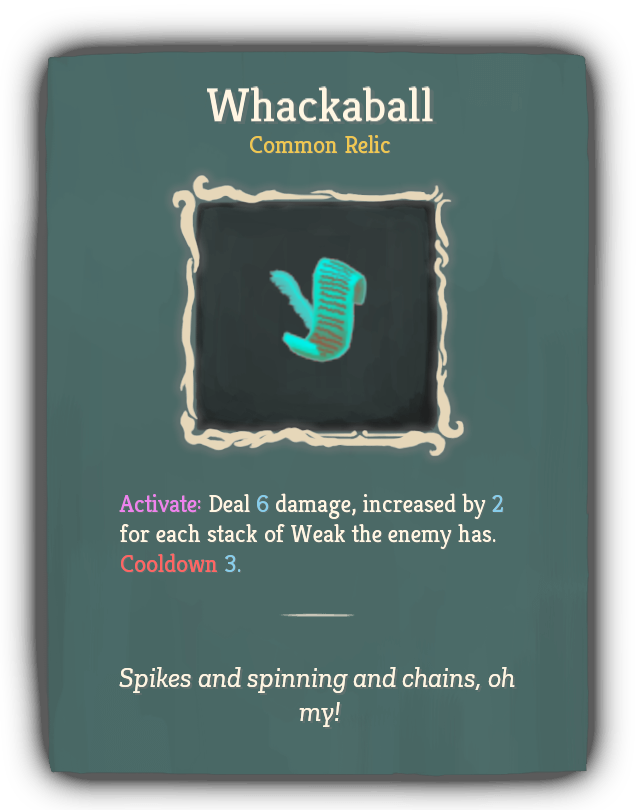 Whackaball
Common Relic
Activate: Deal 6 damage, increased by 2
for each stack of Weak the enemy has.
Cooldown 3.
Spikes and spinning and chains, oh
my!